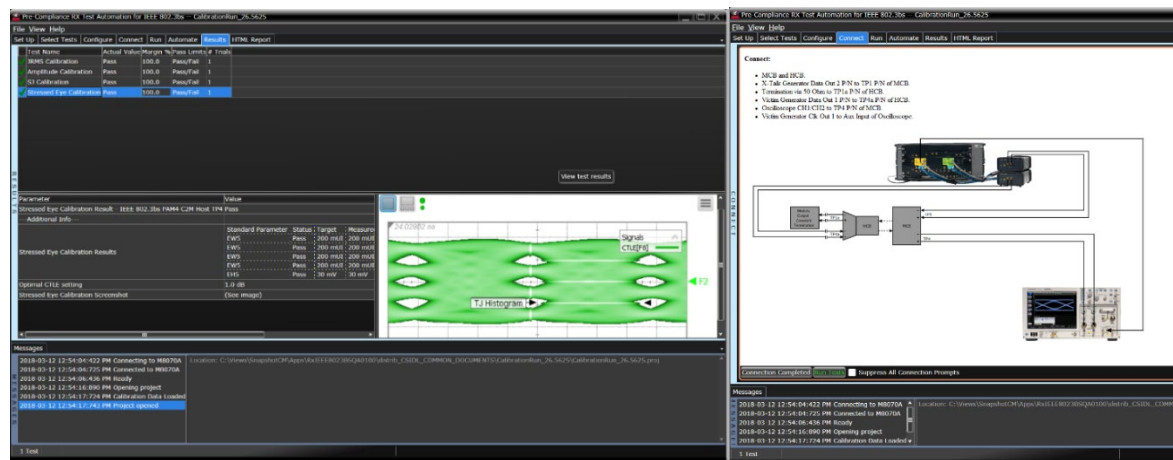 Pre-Compliance RX Test Automation for IEEE 802.3bs -- CalibrationRun_26.5625
File View Help
Set Up Select Tests Configure Connect Run Automate Results HTML Report
Test Name Actual Value Margin % Pass Limits # Trials
JRMS Calibration Pass 100.0 Pass/Fail 1
Amplitude Calibration Pass 100.0 Pass/Fail 1
SJ Calibration Pass 100.0 Pass/Fail 1
Stressed Eye Calibration Pass 100.0 Pass/Fail 1
View test results
RESULTS
Parameter Value
Stressed Eye Calibration Result - IEEE 802.3bs PAM4 C2M Host TP4 Pass
Additional Info
Standard Parameter Status Target Measured
EW5 Pass 200 mUI 200 mUI
EW5 Pass 200 mUI 200 mUI
Stressed Eye Calibration Results
EW5 Pass 200 mUI 200 mUI
EW5 Pass 200 mUI 200 mUI
EH5 Pass 30 mV 30 mV
Optimal CTLE setting 1.0 dB
Stressed Eye Calibration Screenshot (See image)
Signals
CTLE[F8]
F2
TJ Histogram
Messages
2018-03-12 12:54:04:422 PM Connecting to M8070A
2018-03-12 12:54:04:725 PM Connected to M8070A
2018-03-12 12:54:06:436 PM Ready
2018-03-12 12:54:16:890 PM Opening project
2018-03-12 12:54:17:724 PM Calibration Data Loaded
2018-03-12 12:54:17:743 PM Project opened
1 Test
Pre-Compliance RX Test Automation for IEEE 802.3bs -- CalibrationRun_26.5625
File View Help
Set Up Select Tests Configure Connect Run Automate Results HTML Report
CONNECT
Connect:
• MCB and HCB.
• X-Talk Generator Data Out 2 P/N to TP1 P/N of MCB.
• Termination via 50 Ohm to TP1a P/N of HCB.
• Victim Generator Data Out 1 P/N to TP4a P/N of HCB.
• Oscilloscope CH1/CH2 to TP4 P/N of MCB.
• Victim Generator Clk Out 1 to Aux Input of Oscilloscope.
HCB
MCB
Connection Completed Run Tests Suppress All Connection Prompts
Messages
2018-03-12 12:54:04:422 PM Connecting to M8070A
2018-03-12 12:54:04:725 PM Connected to M8070A
2018-03-12 12:54:06:436 PM Ready
2018-03-12 12:54:16:890 PM Opening project
2018-03-12 12:54:17:724 PM Calibration Data Loaded
1 Test